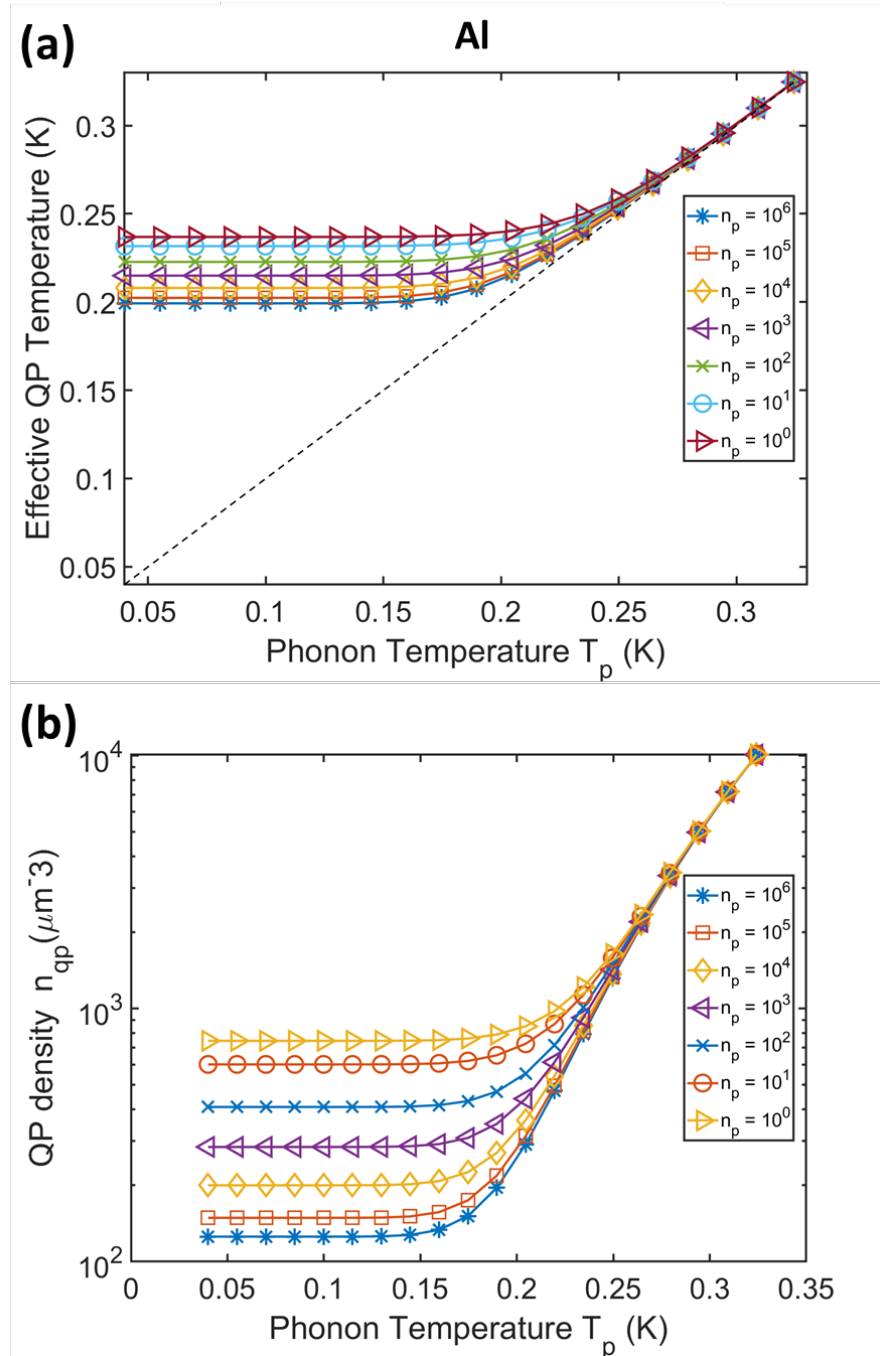 (a)
Al
Effective QP Temperature (K)
0.3
0.25
0.2
0.15
0.1
0.05
n_p = 10^6
n_p = 10^5
n_p = 10^4
n_p = 10^3
n_p = 10^2
n_p = 10^1
n_p = 10^0
0.05
0.1
0.15
0.2
0.25
0.3
Phonon Temperature T_p (K)
(b)
QP density n_qp (μm^-3)
10^4
10^3
10^2
n_p = 10^6
n_p = 10^5
n_p = 10^4
n_p = 10^3
n_p = 10^2
n_p = 10^1
n_p = 10^0
0
0.05
0.1
0.15
0.2
0.25
0.3
0.35
Phonon Temperature T_p (K)